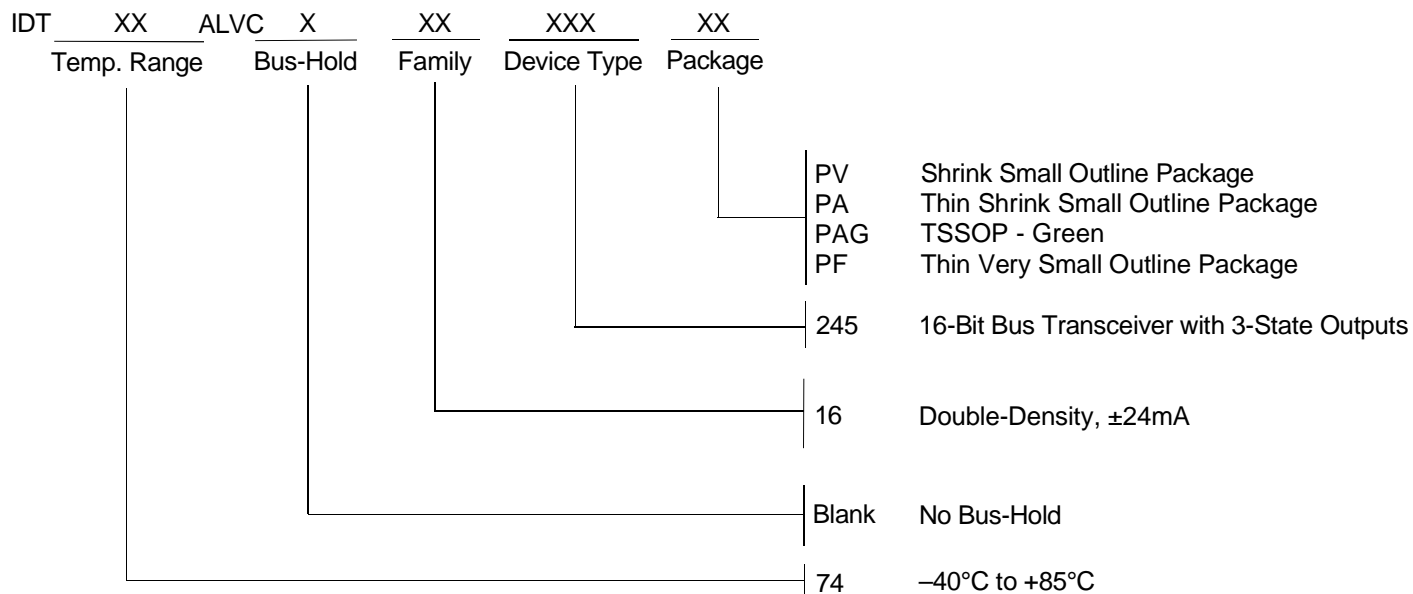 IDT XX ALVC X XX XXX XX
Temp. Range Bus-Hold Family Device Type Package
PV Shrink Small Outline Package
PA Thin Shrink Small Outline Package
PAG TSSOP - Green
PF Thin Very Small Outline Package
245 16-Bit Bus Transceiver with 3-State Outputs
16 Double-Density, ±24mA
Blank No Bus-Hold
74 –40°C to +85°C